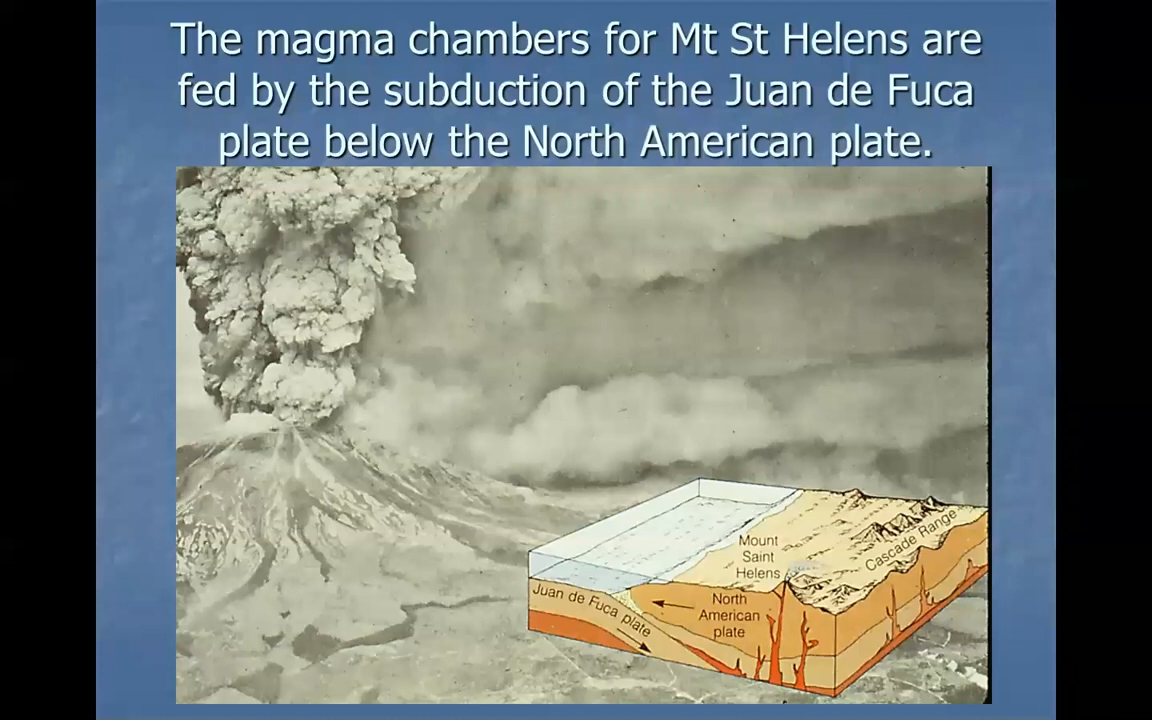 The magma chambers for Mt St Helens are
fed by the subduction of the Juan de Fuca
plate below the North American plate.
Mount
Saint
Helens
Cascade Range
Juan de Fuca plate
North
American
plate